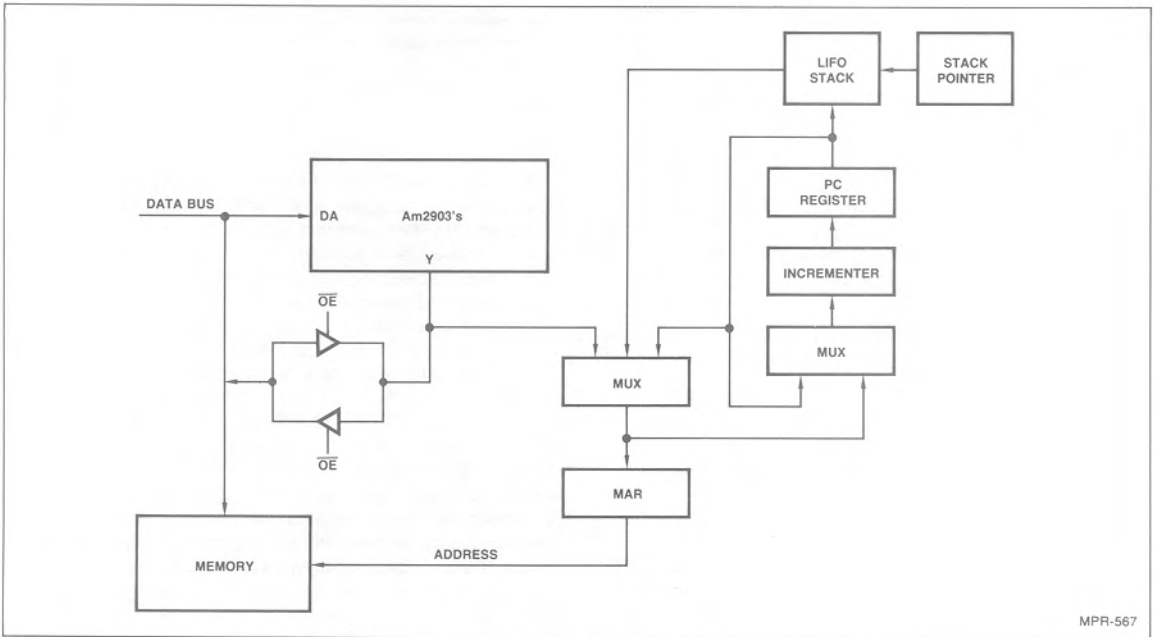 LIFO
STACK
STACK
POINTER
DATA BUS
DA
Am2903's
Y
PC
REGISTER
INCREMENTER
MUX
OE
OE
MUX
MAR
MEMORY
ADDRESS
MPR-567